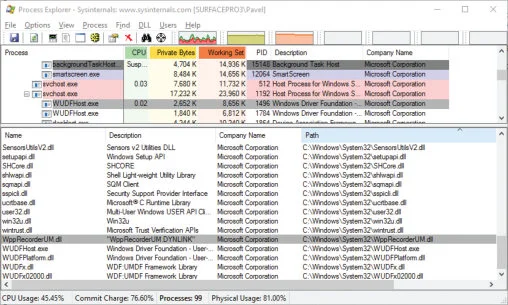 Process Explorer - Sysinternals: www.sysinternals.com [SURFACEPRO3\Pavel]
File Options View Process Find DLL Users Help
Process CPU Private Bytes Working Set PID Description Company Name
backgroundTaskHost.... Susp... 4,704 K 14,936 K 15148 Background Task Host Microsoft Corporation
smartscreen.exe 8,484 K 14,656 K 12064 SmartScreen Microsoft Corporation
svchost.exe 0.03 7,680 K 11,732 K 512 Host Process for Windows S... Microsoft Corporation
svchost.exe 17,232 K 23,960 K 1192 Host Process for Windows S... Microsoft Corporation
WUDFHost.exe 0.02 2,652 K 8,656 K 1496 Windows Driver Foundation -... Microsoft Corporation
WUDFHost.exe 1,840 K 6,812 K 1784 Windows Driver Foundation -... Microsoft Corporation
Name Description Company Name Path
SensorsUtilsV2.dll Sensors v2 Utilities DLL Microsoft Corporation C:\Windows\System32\SensorsUtilsV2.dll
setupapi.dll Windows Setup API Microsoft Corporation C:\Windows\System32\setupapi.dll
SHCore.dll SHCORE Microsoft Corporation C:\Windows\System32\SHCore.dll
shlwapi.dll Shell Light-weight Utility Library Microsoft Corporation C:\Windows\System32\shlwapi.dll
sqmapi.dll SQM Client Microsoft Corporation C:\Windows\System32\sqmapi.dll
sspicli.dll Security Support Provider Interface Microsoft Corporation C:\Windows\System32\sspicli.dll
ucrtbase.dll Microsoft® C Runtime Library Microsoft Corporation C:\Windows\System32\ucrtbase.dll
user32.dll Multi-User Windows USER API Cl... Microsoft Corporation C:\Windows\System32\user32.dll
win32u.dll Win32u Microsoft Corporation C:\Windows\System32\win32u.dll
wintrust.dll Microsoft Trust Verification APIs Microsoft Corporation C:\Windows\System32\wintrust.dll
WppRecorderUM.dll "WppRecorderUM.DYNLINK" Microsoft Corporation C:\Windows\System32\WppRecorderUM.dll
WUDFHost.exe Windows Driver Foundation - Us... Microsoft Corporation C:\Windows\System32\WUDFHost.exe
WUDFPlatform.dll Windows Driver Foundation - Us... Microsoft Corporation C:\Windows\System32\WUDFPlatform.dll
WUDFx.dll WDF:UMDF Framework Library Microsoft Corporation C:\Windows\System32\WUDFx.dll
WUDFx02000.dll WDF:UMDF Framework Library Microsoft Corporation C:\Windows\System32\WUDFx02000.dll
CPU Usage: 45.45% Commit Charge: 76.60% Processes: 99 Physical Usage: 81.00%